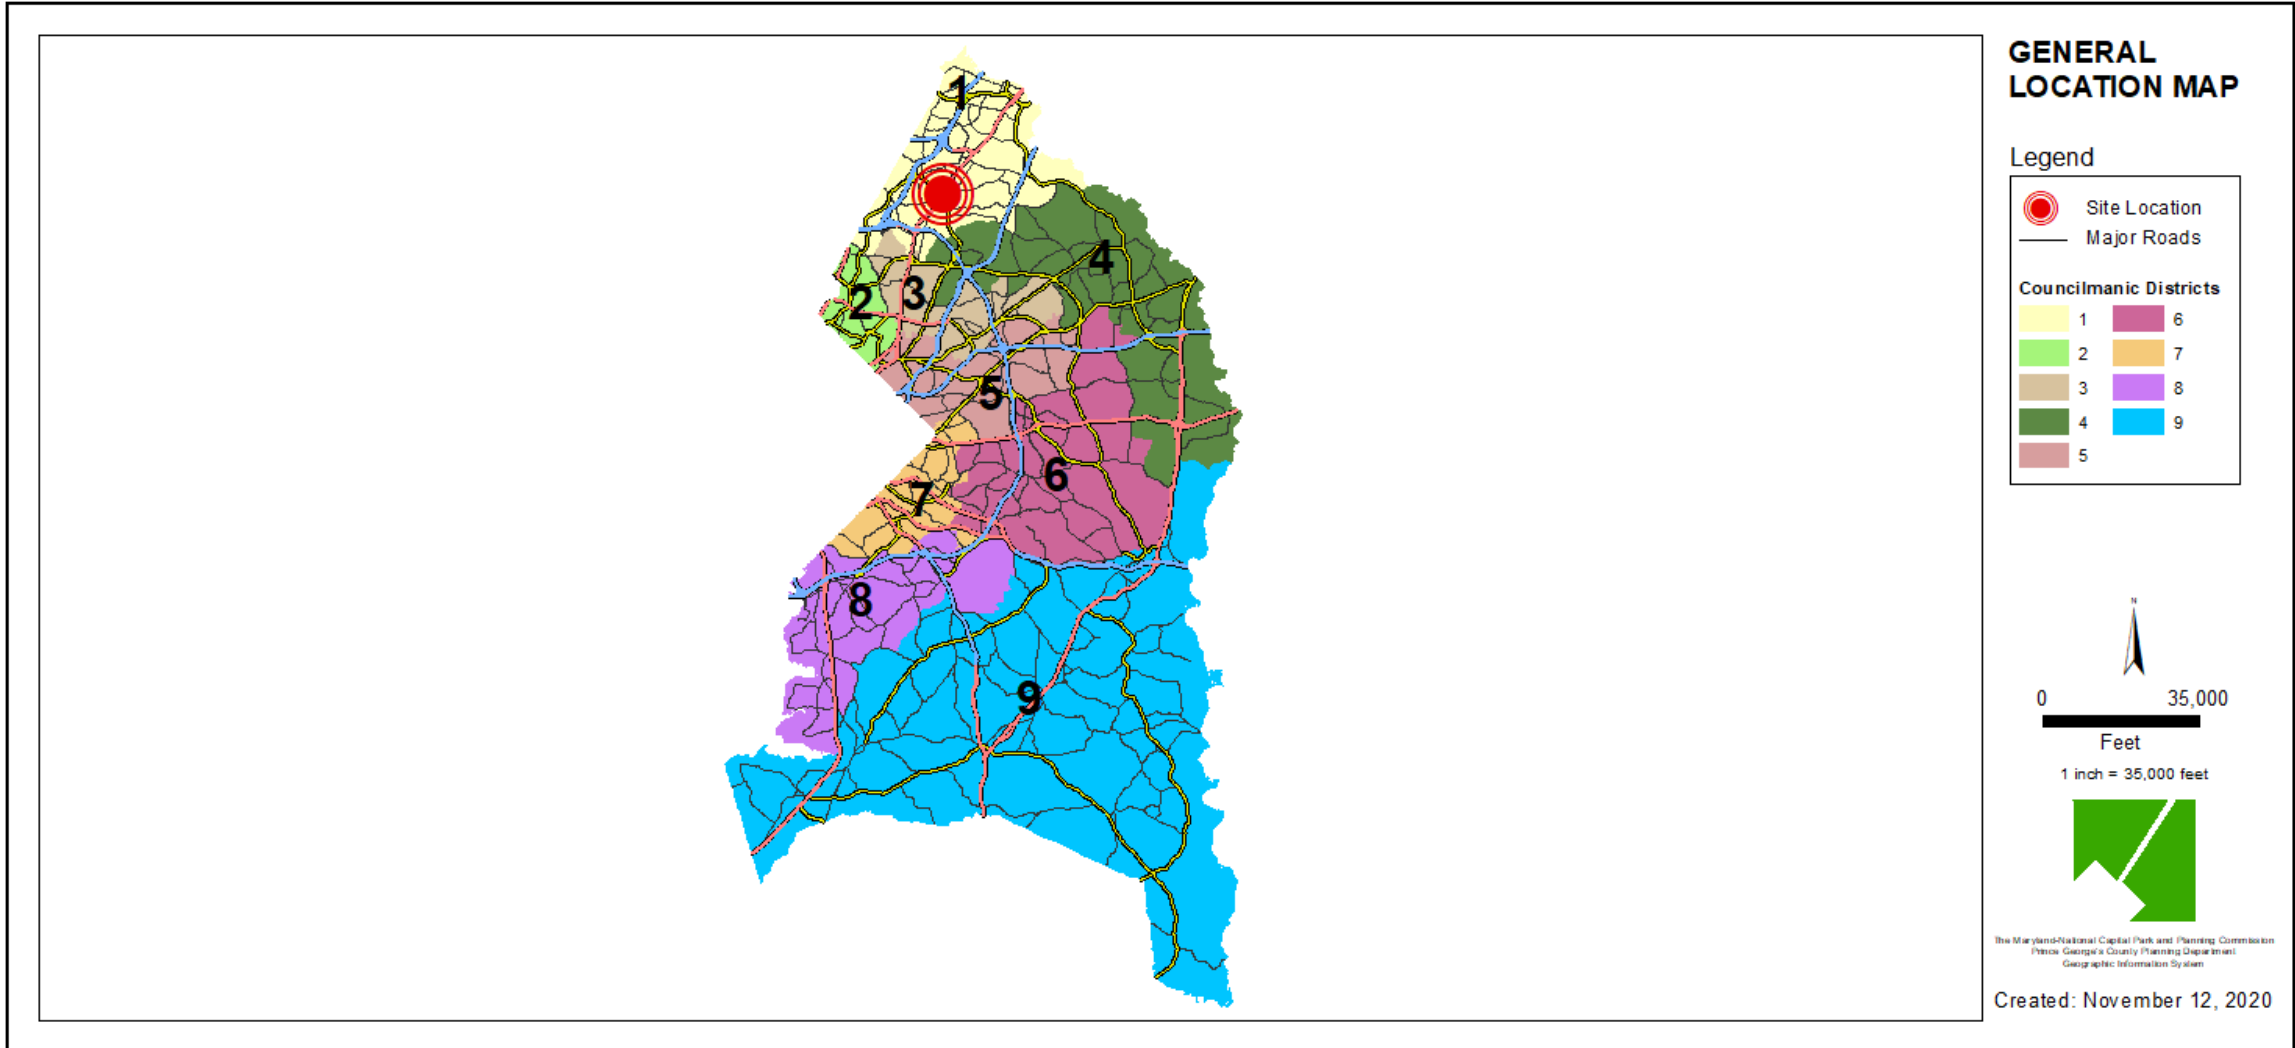 GENERAL
LOCATION MAP
Legend
Site Location
Major Roads
Councilmanic Districts
1 6
2 7
3 8
4 9
5
1
2
3
4
5
6
7
8
9
N
0 35,000
Feet
1 inch = 35,000 feet
The Maryland-National Capital Park and Planning Commission
Prince George's County Planning Department
Geographic Information System
Created: November 12, 2020